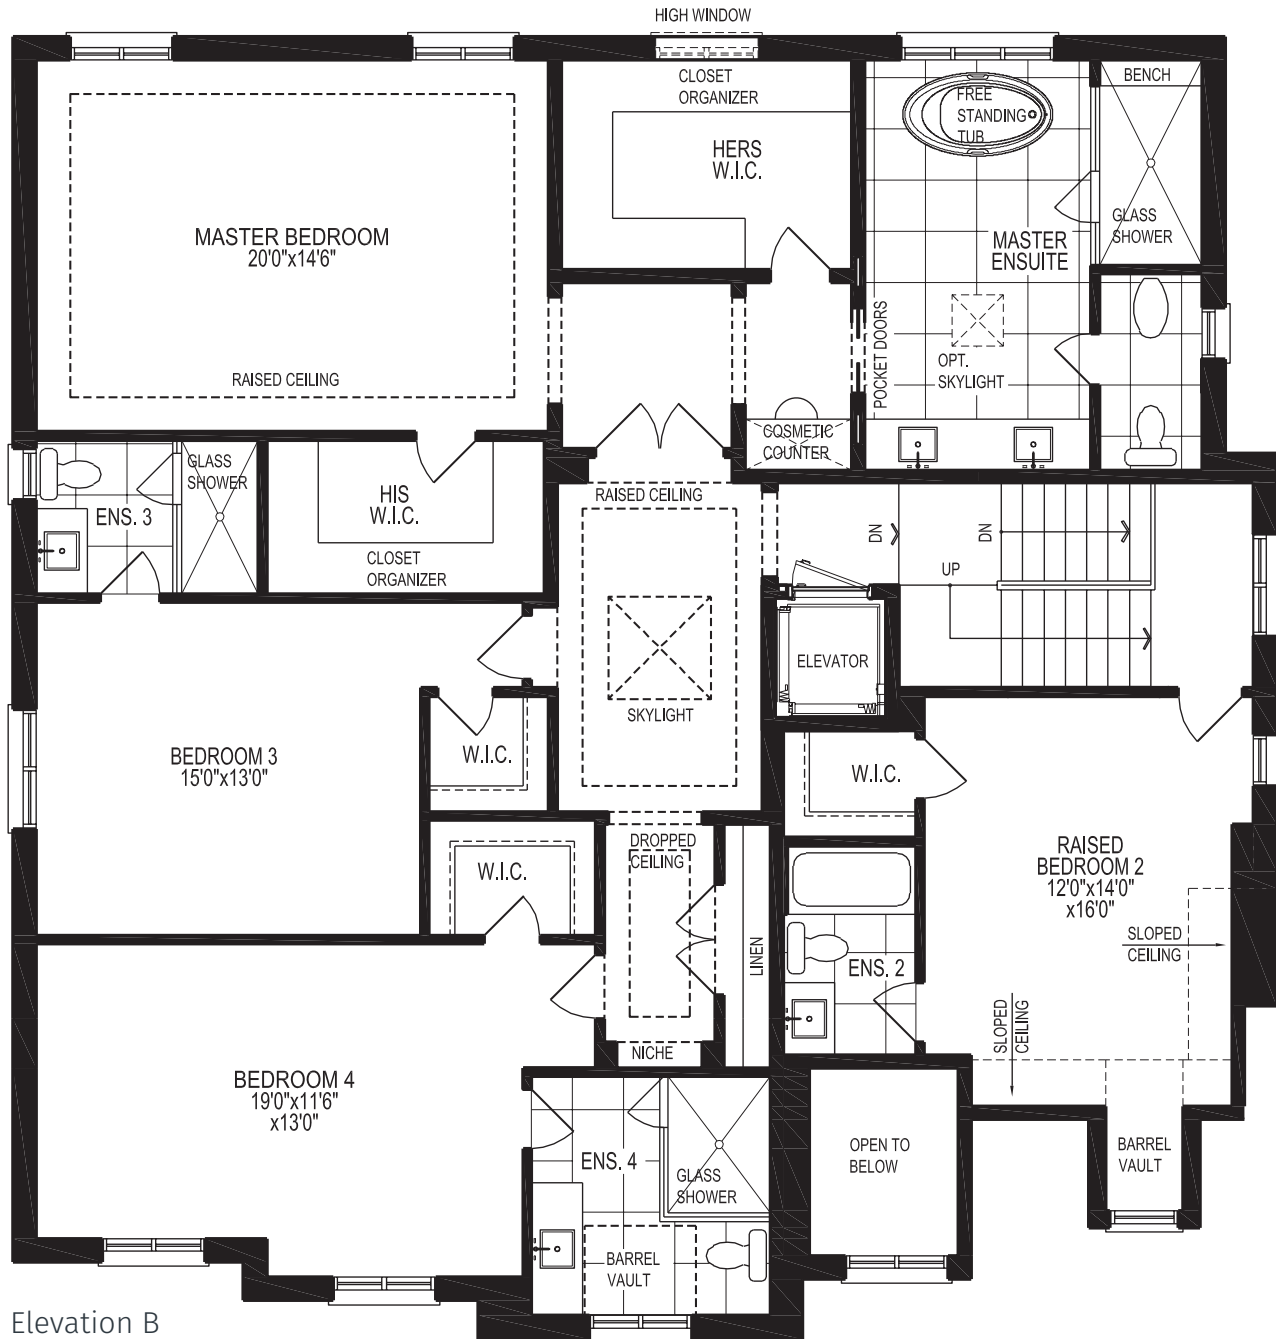 HIGH WINDOW
CLOSET
ORGANIZER
HERS
W.I.C.
FREE
STANDING
TUB
BENCH
GLASS
SHOWER
MASTER
ENSUITE
MASTER BEDROOM
20'0"x14'6"
RAISED CEILING
POCKET DOORS
OPT.
SKYLIGHT
COSMETIC
COUNTER
GLASS
SHOWER
ENS. 3
HIS
W.I.C.
CLOSET
ORGANIZER
RAISED CEILING
DN
DN
UP
ELEVATOR
SKYLIGHT
BEDROOM 3
15'0"x13'0"
W.I.C.
W.I.C.
W.I.C.
DROPPED
CEILING
LINEN
RAISED
BEDROOM 2
12'0"x14'0"
x16'0"
SLOPED
CEILING
ENS. 2
SLOPED
CEILING
NICHE
BEDROOM 4
19'0"x11'6"
x13'0"
ENS. 4
GLASS
SHOWER
BARREL
VAULT
OPEN TO
BELOW
BARREL
VAULT
Elevation B